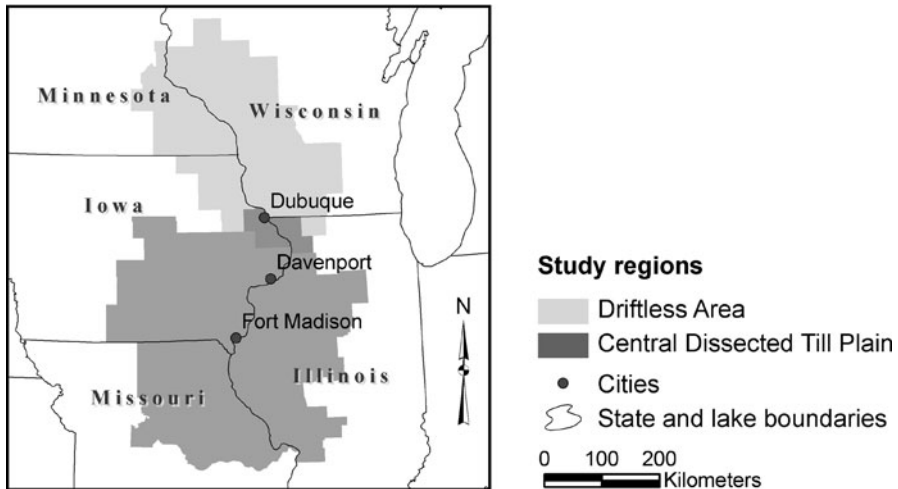 Minnesota
Wisconsin
Iowa
Dubuque
Davenport
Fort Madison
Illinois
Missouri
Study regions
Driftless Area
Central Dissected Till Plain
Cities
State and lake boundaries
N
0 100 200
Kilometers